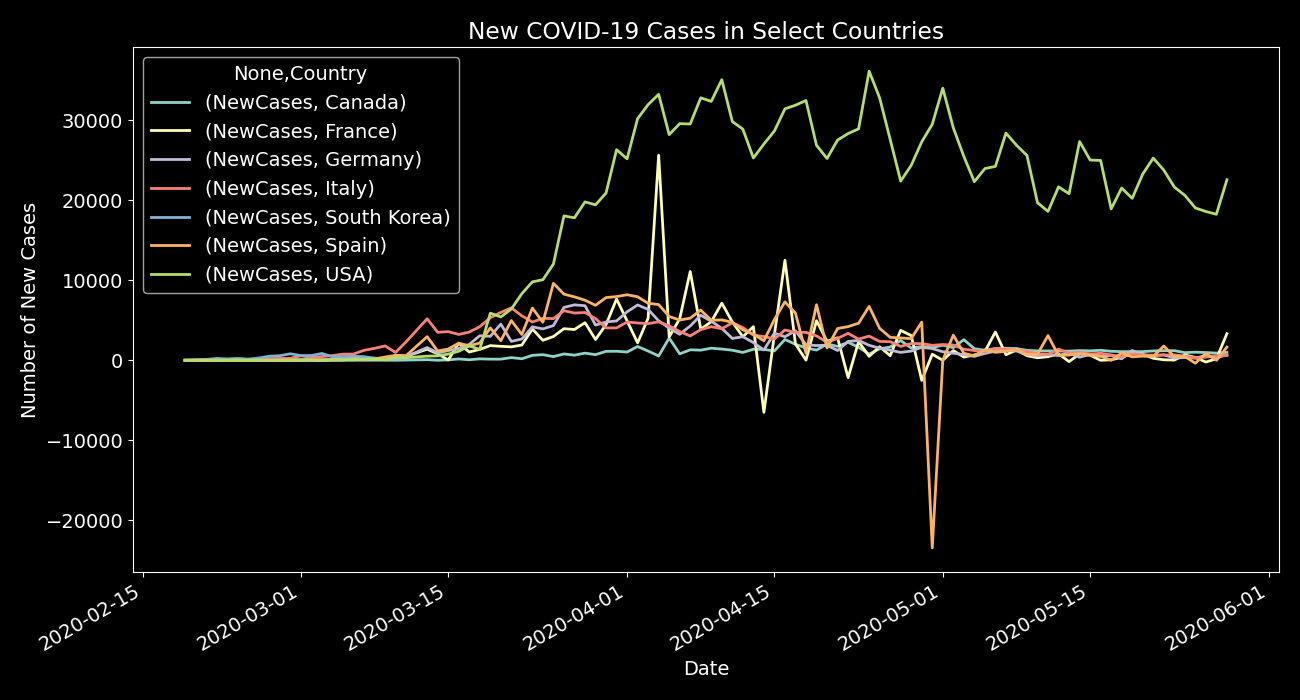 New COVID-19 Cases in Select Countries
None,Country
(NewCases, Canada)
(NewCases, France)
(NewCases, Germany)
(NewCases, Italy)
(NewCases, South Korea)
(NewCases, Spain)
(NewCases, USA)
Number of New Cases
30000
20000
10000
0
−10000
−20000
2020-02-15
2020-03-01
2020-03-15
2020-04-01
2020-04-15
2020-05-01
2020-05-15
2020-06-01
Date